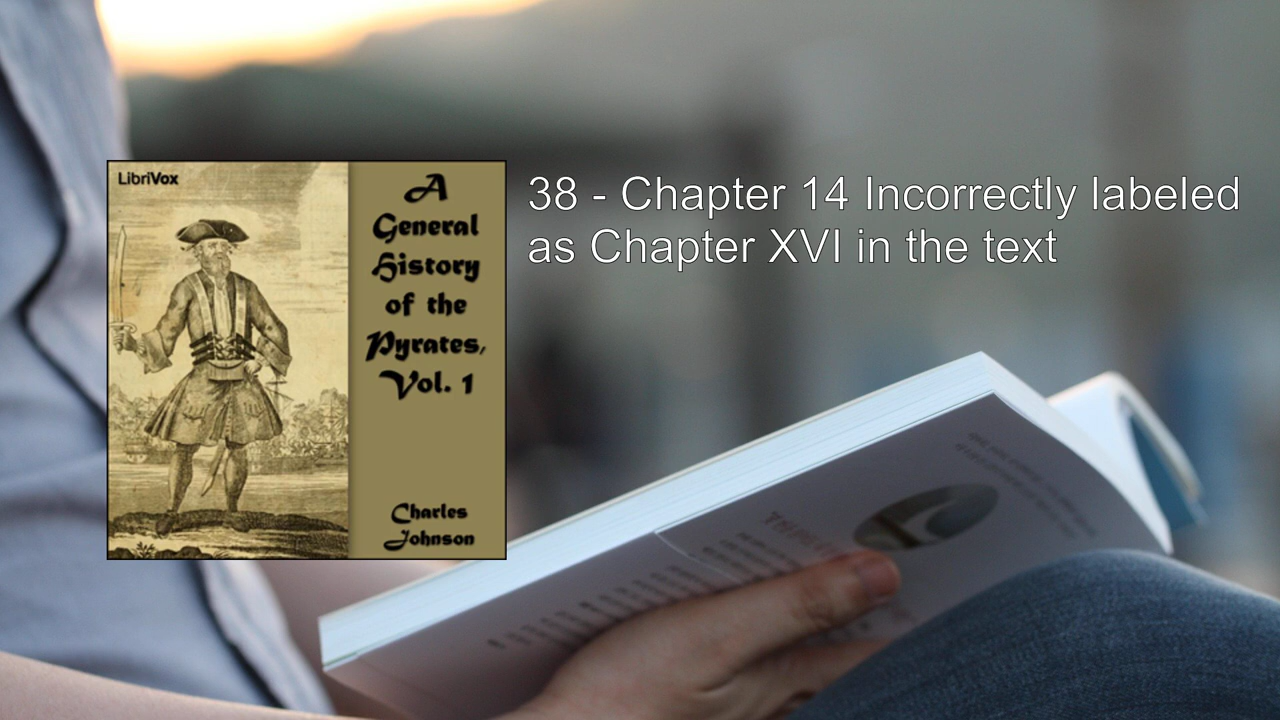 LibriVox
A
General
History
of the
Pyrates,
Vol. 1
Charles
Johnson
38 - Chapter 14 Incorrectly labeled
as Chapter XVI in the text